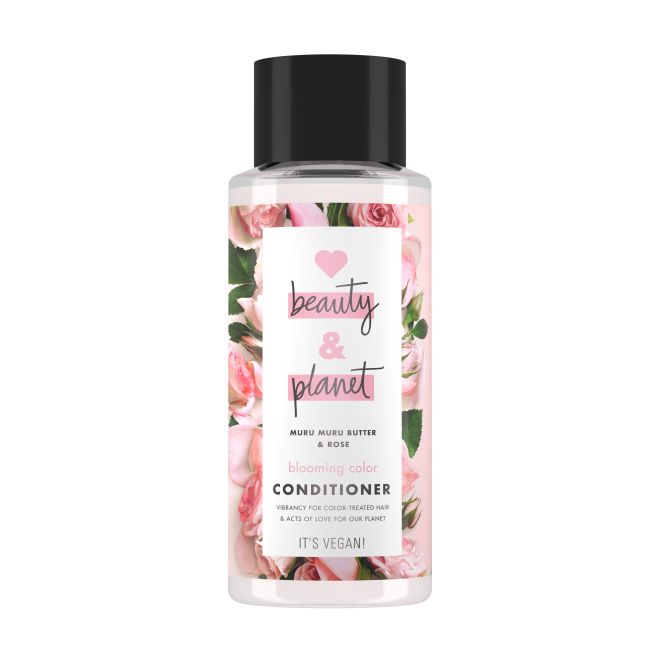 beauty
&
planet
MURU MURU BUTTER
& ROSE
blooming color
CONDITIONER
VIBRANCY FOR COLOR-TREATED HAIR
& ACTS OF LOVE FOR OUR PLANET
IT'S VEGAN!